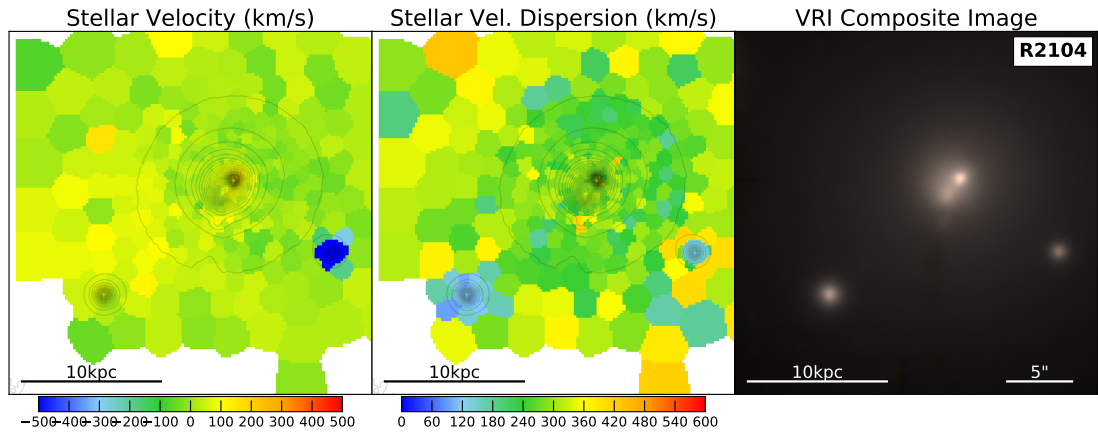 Stellar Velocity (km/s)
Stellar Vel. Dispersion (km/s)
VRI Composite Image
R2104
10kpc
10kpc
10kpc
5"
−500−400−300−200−100 0 100 200 300 400 500
0 60 120 180 240 300 360 420 480 540 600